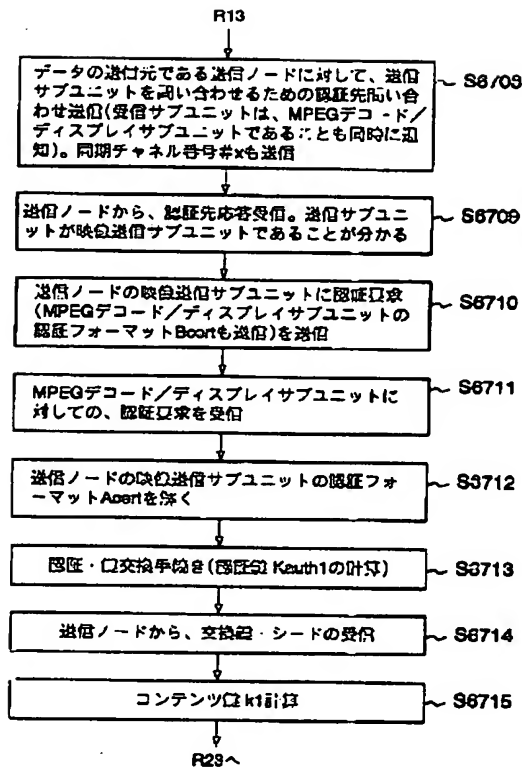 R13
データの送信元である送信ノードに対して、送信
サブユニットを問い合わせるための認証先問い合
わせ送信(受信サブユニットは、MPEGデコード/
ディスプレイサブユニットであることも同時に通
知)。同期チャネル番号#xも送信
S6708
送信ノードから、認証先応答受信。送信サブユニ
ットが映像送信サブユニットであることが分かる
S6709
送信ノードの映像送信サブユニットに認証要求
(MPEGデコード/ディスプレイサブユニットの
認証フォーマットBcertも送信)を送信
S6710
MPEGデコード/ディスプレイサブユニットに
対しての、認証要求を受信
S6711
送信ノードの映像送信サブユニットの認証フォ
ーマットAcertを解く
S6712
認証・鍵交換手続き(認証鍵 Kauth1の計算)
S6713
送信ノードから、交換鍵・シードの受信
S6714
コンテンツ鍵 k1計算
S6715
R23へ